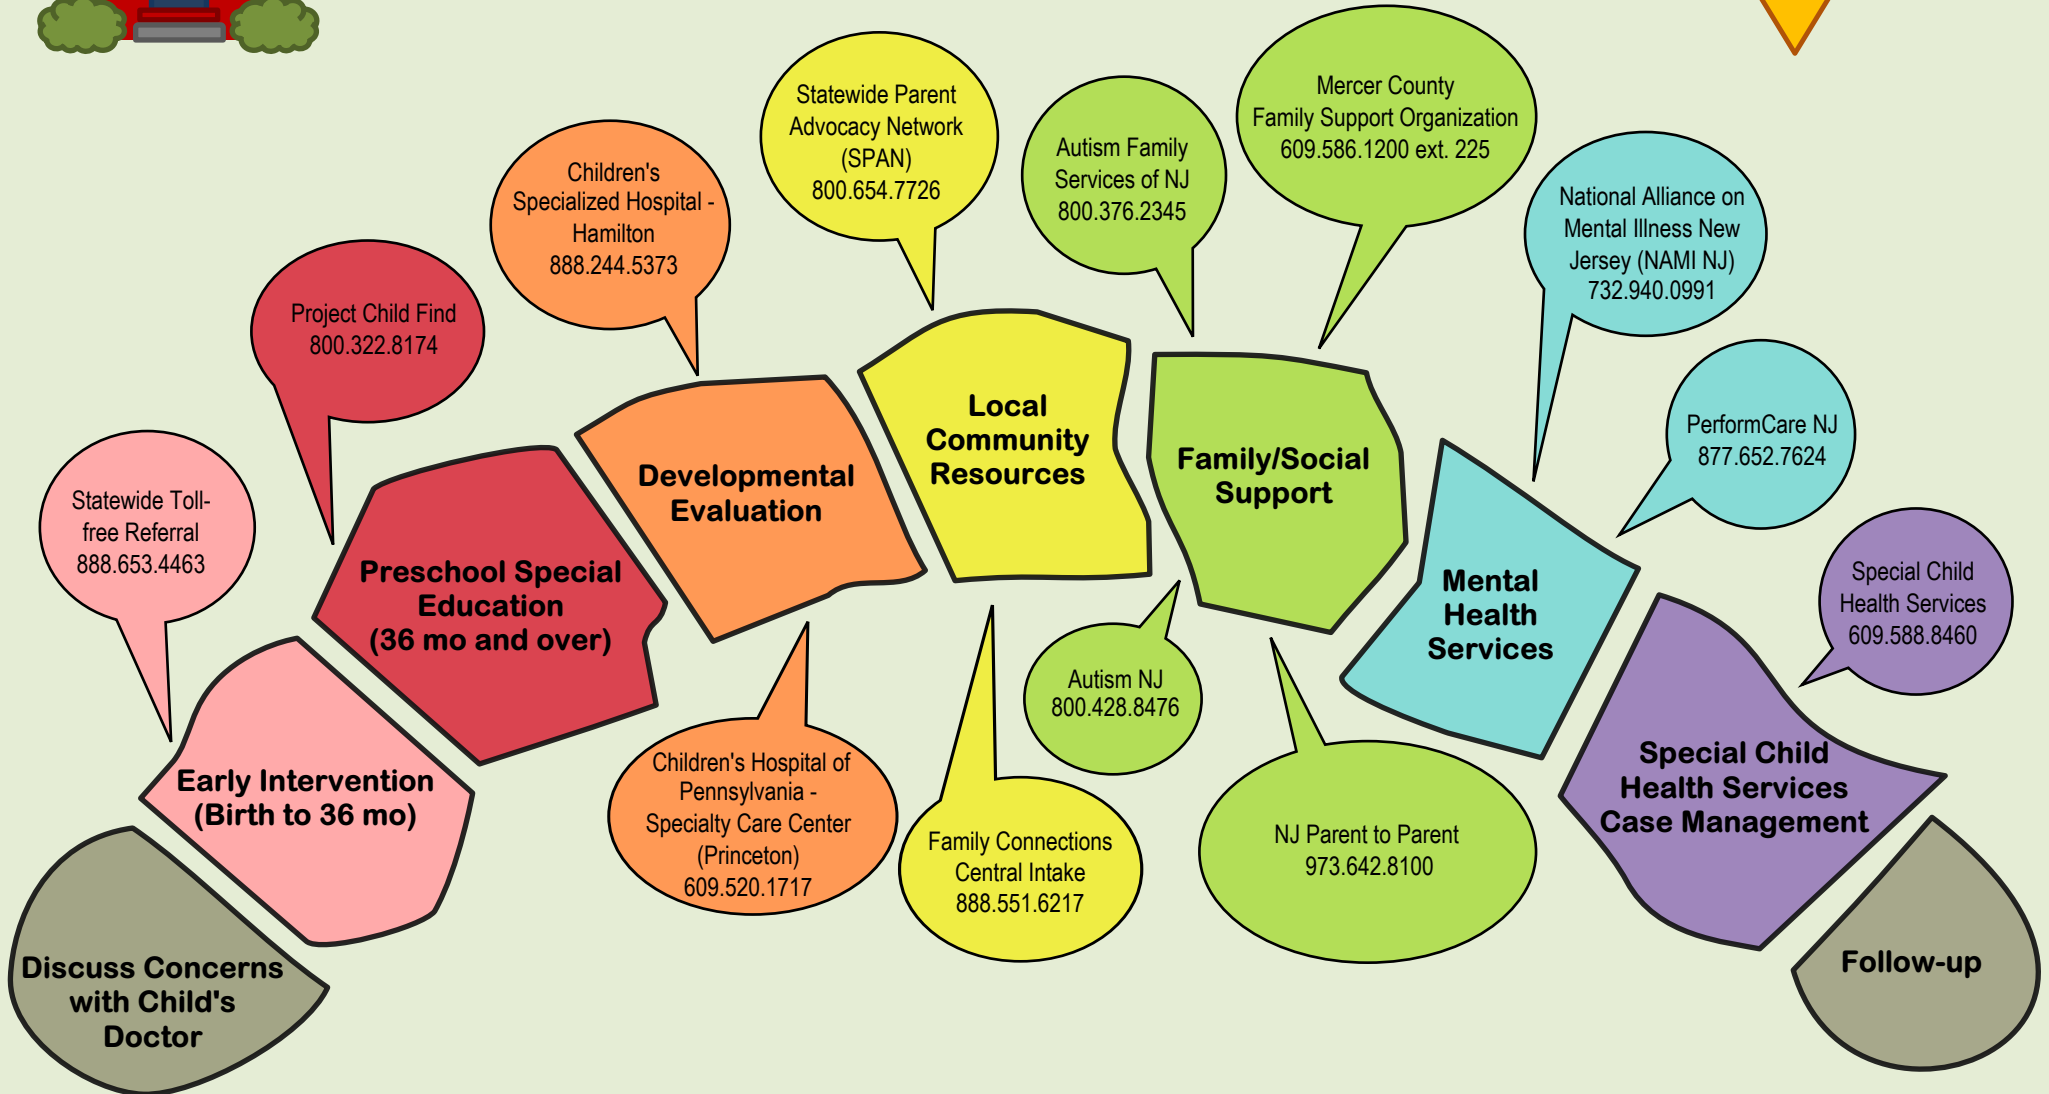 Statewide Toll-
free Referral
888.653.4463
Project Child Find
800.322.8174
Children's
Specialized Hospital -
Hamilton
888.244.5373
Statewide Parent
Advocacy Network
(SPAN)
800.654.7726
Autism Family
Services of NJ
800.376.2345
Mercer County
Family Support Organization
609.586.1200 ext. 225
National Alliance on
Mental Illness New
Jersey (NAMI NJ)
732.940.0991
PerformCare NJ
877.652.7624
Special Child
Health Services
609.588.8460
Discuss Concerns
with Child's
Doctor
Early Intervention
(Birth to 36 mo)
Preschool Special
Education
(36 mo and over)
Developmental
Evaluation
Local
Community
Resources
Family/Social
Support
Mental
Health
Services
Special Child
Health Services
Case Management
Follow-up
Children's Hospital of
Pennsylvania -
Specialty Care Center
(Princeton)
609.520.1717
Family Connections
Central Intake
888.551.6217
Autism NJ
800.428.8476
NJ Parent to Parent
973.642.8100